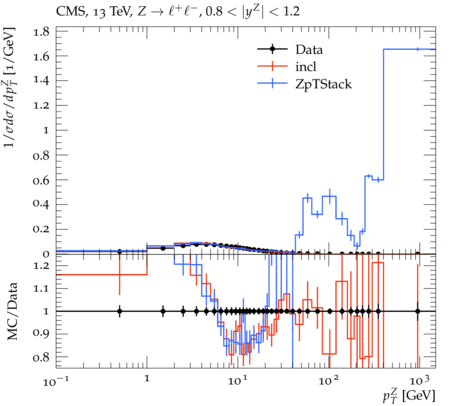 CMS, 13 TeV, Z → ℓ⁺ℓ⁻, 0.8 < |y^Z| < 1.2
1/σdσ/dp_T^Z [1/GeV]
1.8
1.6
1.4
1.2
1
0.8
0.6
0.4
0.2
0
Data
incl
ZpTStack
MC/Data
1.2
1.1
1
0.9
0.8
10⁻¹
1
10¹
10²
10³
p_T^Z [GeV]